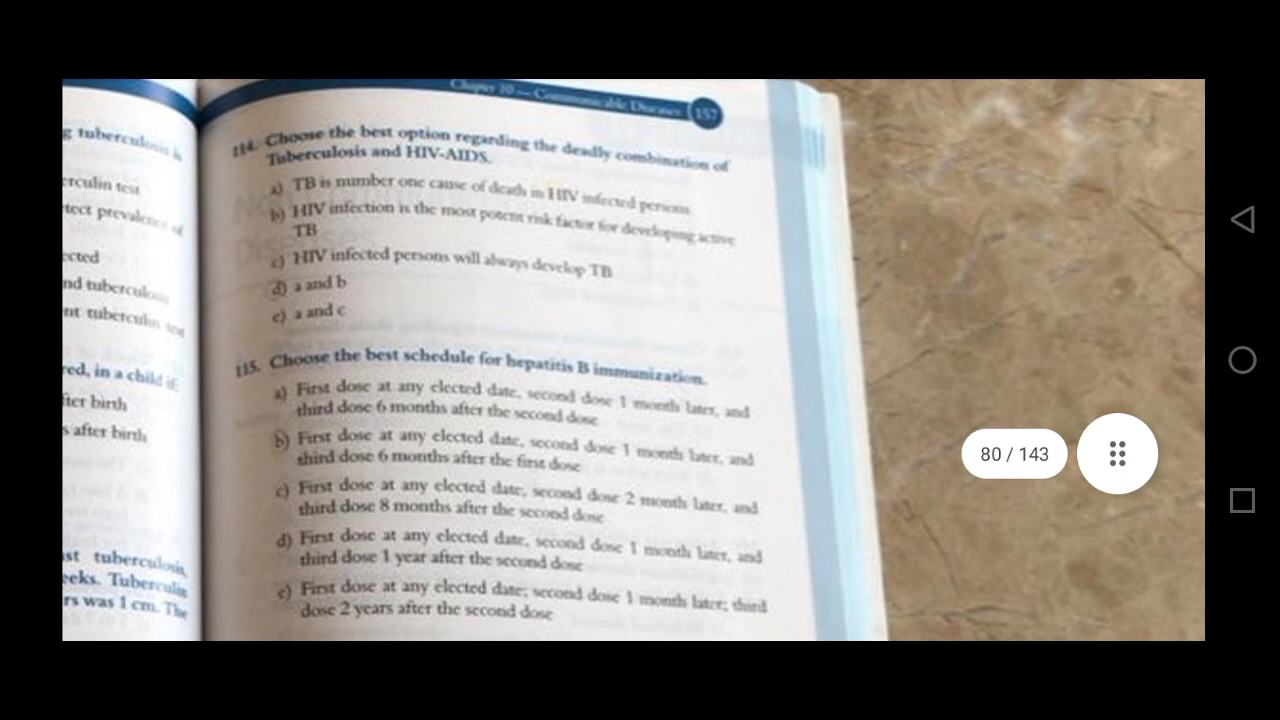 Chapter 10 — Communicable Diseases 157
g tuberculosis is
erculin test
tect prevalence of
ected
nd tuberculosis
nt tuberculin test
red, in a child if:
fter birth
s after birth
st tuberculosis,
eeks. Tuberculin
rs was 1 cm. The
114. Choose the best option regarding the deadly combination of
Tuberculosis and HIV-AIDS.
a) TB is number one cause of death in HIV infected persons
b) HIV infection is the most potent risk factor for developing active
TB
c) HIV infected persons will always develop TB
d) a and b
e) a and c
115. Choose the best schedule for hepatitis B immunization.
a) First dose at any elected date, second dose 1 month later, and
third dose 6 months after the second dose
b) First dose at any elected date, second dose 1 month later, and
third dose 6 months after the first dose
c) First dose at any elected date, second dose 2 month later, and
third dose 8 months after the second dose
d) First dose at any elected date, second dose 1 month later, and
third dose 1 year after the second dose
e) First dose at any elected date; second dose 1 month later; third
dose 2 years after the second dose
80 / 143